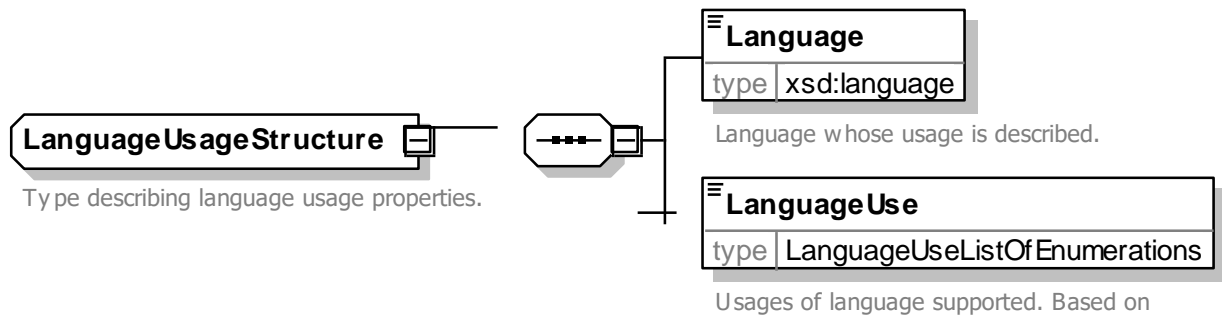 LanguageUsageStructure
Type describing language usage properties.
Language
type xsd:language
Language whose usage is described.
LanguageUse
type LanguageUseListOfEnumerations
Usages of language supported. Based on